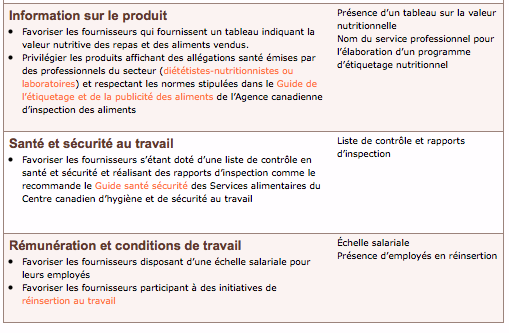 Information sur le produit
• Favoriser les fournisseurs qui fournissent un tableau indiquant la
valeur nutritive des repas et des aliments vendus.
• Privilégier les produits affichant des allégations santé émises par
des professionnels du secteur (diététistes-nutritionnistes ou
laboratoires) et respectant les normes stipulées dans le Guide de
l'étiquetage et de la publicité des aliments de l'Agence canadienne
d'inspection des aliments
Présence d'un tableau sur la valeur
nutritionnelle
Nom du service professionnel pour
l'élaboration d'un programme
d'étiquetage nutritionnel
Santé et sécurité au travail
• Favoriser les fournisseurs s'étant doté d'une liste de contrôle en
santé et sécurité et réalisant des rapports d'inspection comme le
recommande le Guide santé sécurité des Services alimentaires du
Centre canadien d'hygiène et de sécurité au travail
Liste de contrôle et rapports
d'inspection
Rémunération et conditions de travail
• Favoriser les fournisseurs disposant d'une échelle salariale pour
leurs employés
• Favoriser les fournisseurs participant à des initiatives de
réinsertion au travail
Échelle salariale
Présence d'employés en réinsertion